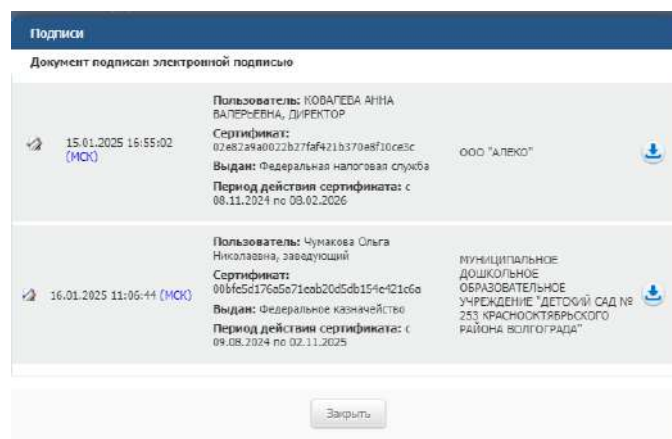 Подписи
Документ подписан электронной подписью
15.01.2025 16:55:02
(МСК)
Пользователь: КОВАЛЕВА АННА
ВАЛЕРЬЕВНА, ДИРЕКТОР
Сертификат:
02e82a9a0022b27faf421b370e8f10ce3c
Выдан: Федеральная налоговая служба
Период действия сертификата: с
08.11.2024 по 08.02.2026
ООО "АЛЕКО"
16.01.2025 11:06:44 (МСК)
Пользователь: Чумакова Ольга
Николаевна, заведующий
Сертификат:
00bfe5d176a5a71eab20d5db154e421c6a
Выдан: Федеральное казначейство
Период действия сертификата: с
09.08.2024 по 02.11.2025
МУНИЦИПАЛЬНОЕ
ДОШКОЛЬНОЕ
ОБРАЗОВАТЕЛЬНОЕ
УЧРЕЖДЕНИЕ "ДЕТСКИЙ САД №
253 КРАСНООКТЯБРЬСКОГО
РАЙОНА ВОЛГОГРАДА"
Закрыть